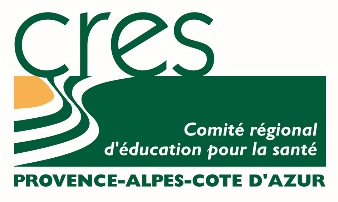 cres
Comité régional
d'éducation pour la santé
PROVENCE-ALPES-COTE D'AZUR